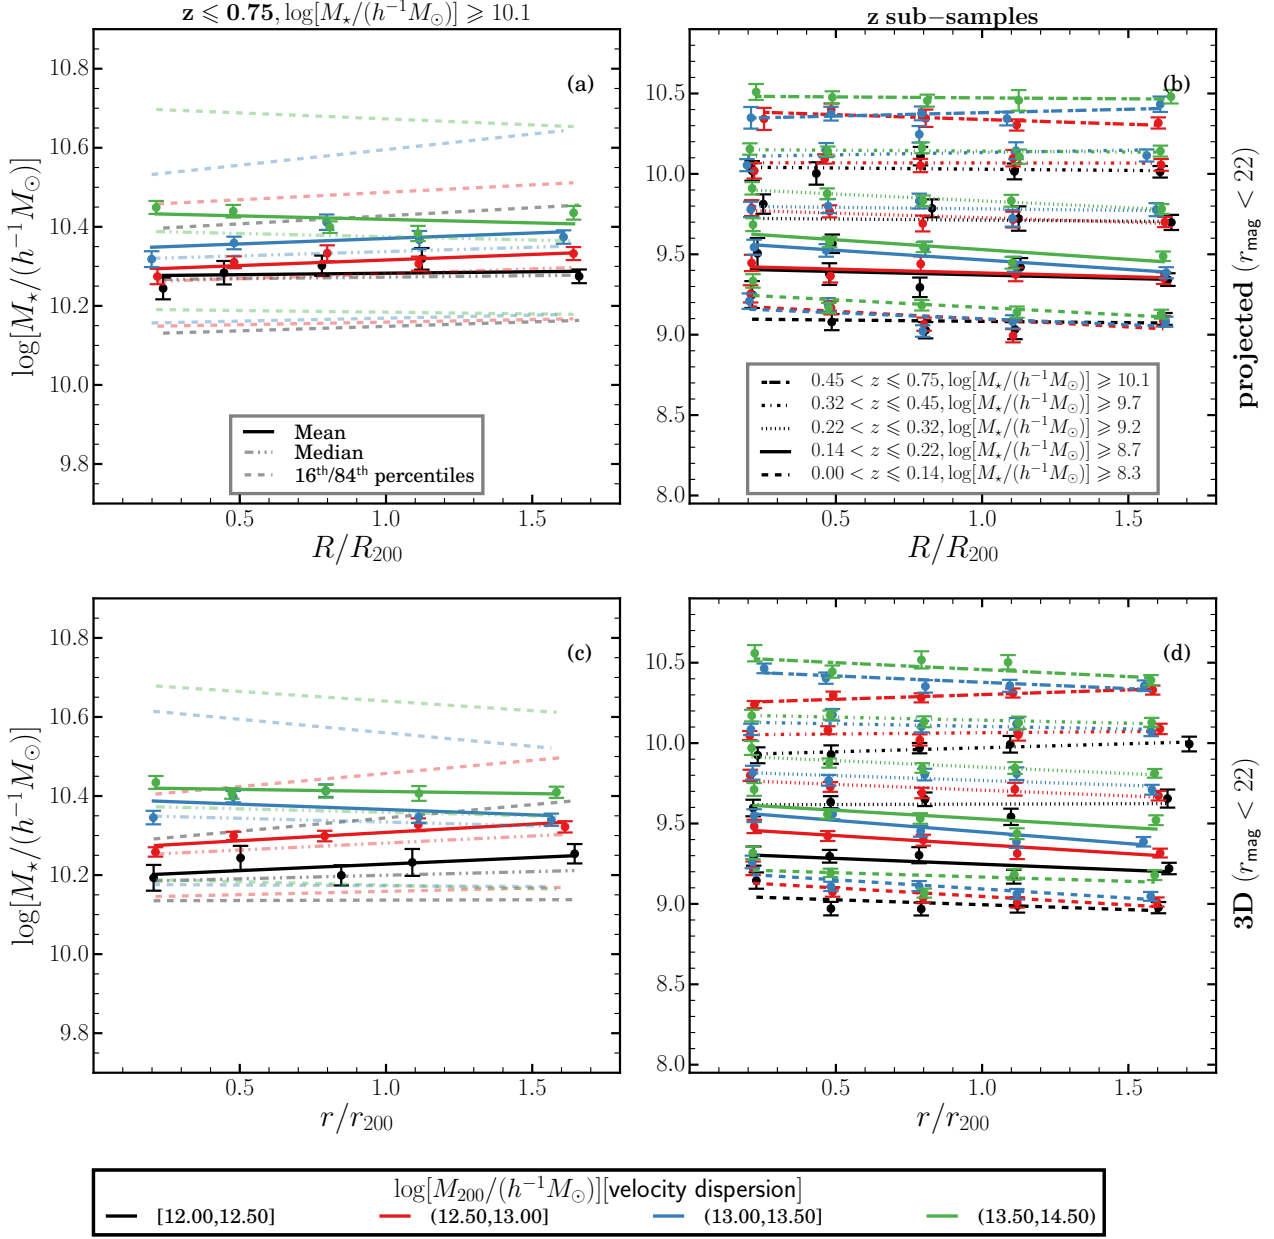 z ⩽ 0.75, log[M⋆/(h⁻¹M⊙)] ⩾ 10.1
z sub−samples
(a)
(b)
log[M⋆/(h⁻¹M⊙)]
10.8
10.6
10.4
10.2
10.0
9.8
Mean
Median
16ᵗʰ/84ᵗʰ percentiles
0.5
1.0
1.5
R/R₂₀₀
10.5
10.0
9.5
9.0
8.5
8.0
0.45 < z ⩽ 0.75, log[M⋆/(h⁻¹M⊙)] ⩾ 10.1
0.32 < z ⩽ 0.45, log[M⋆/(h⁻¹M⊙)] ⩾ 9.7
0.22 < z ⩽ 0.32, log[M⋆/(h⁻¹M⊙)] ⩾ 9.2
0.14 < z ⩽ 0.22, log[M⋆/(h⁻¹M⊙)] ⩾ 8.7
0.00 < z ⩽ 0.14, log[M⋆/(h⁻¹M⊙)] ⩾ 8.3
0.5
1.0
1.5
R/R₂₀₀
projected (r_mag < 22)
(c)
(d)
log[M⋆/(h⁻¹M⊙)]
10.8
10.6
10.4
10.2
10.0
9.8
0.5
1.0
1.5
r/r₂₀₀
10.5
10.0
9.5
9.0
8.5
8.0
0.5
1.0
1.5
r/r₂₀₀
3D (r_mag < 22)
log[M₂₀₀/(h⁻¹M⊙)][velocity dispersion]
[12.00,12.50] (12.50,13.00] (13.00,13.50] (13.50,14.50)